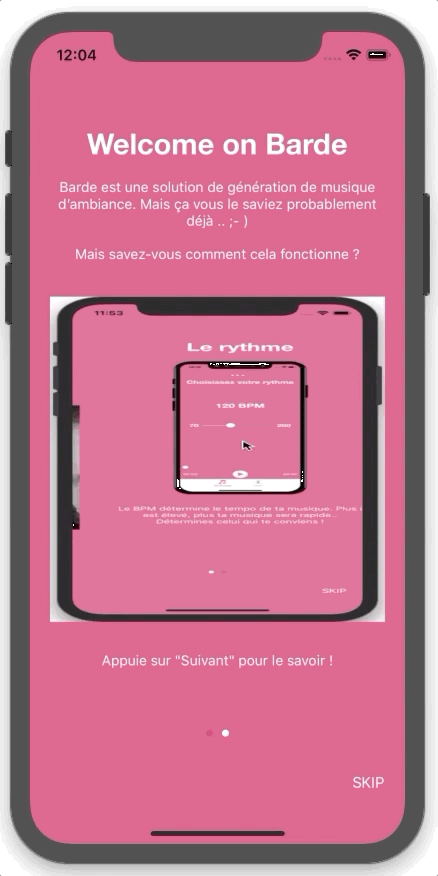 12:04
Welcome on Barde
Barde est une solution de génération de musique
d'ambiance. Mais ça vous le saviez probablement
déjà .. ;- )
Mais savez-vous comment cela fonctionne ?
11:53
Le rythme
Choisissez votre rythme
120 BPM
70
200
Le BPM détermine le tempo de ta musique. Plus i
est élevé, plus ta musique sera rapide..
Détermines celui qui te conviens !
SKIP
Appuie sur "Suivant" pour le savoir !
SKIP